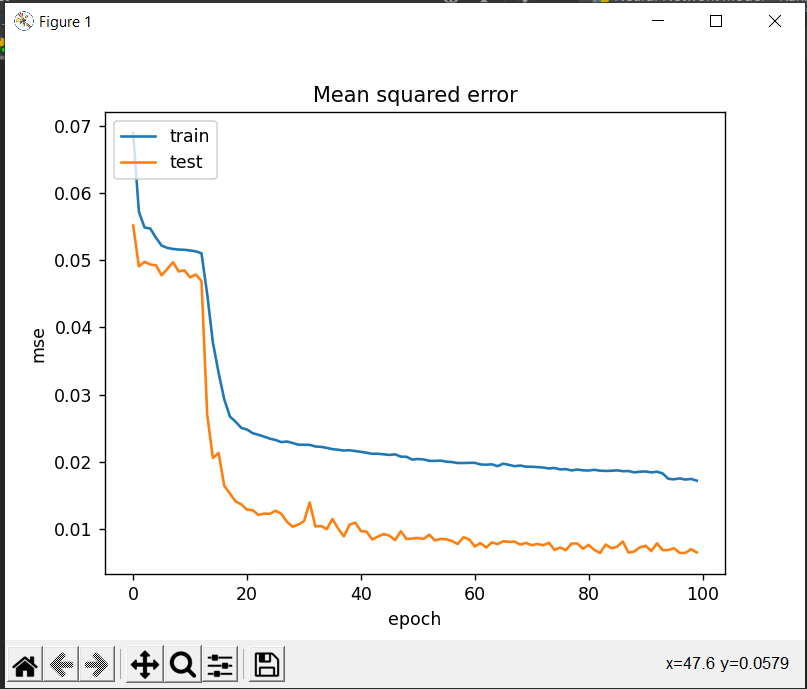 Figure 1
Mean squared error
0.07
0.06
0.05
0.04
0.03
0.02
0.01
mse
train
test
0 20 40 60 80 100
epoch
x=47.6 y=0.0579